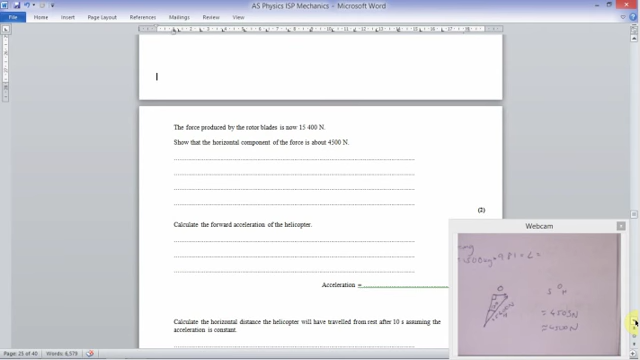 AS Physics ISP Mechanics - Microsoft Word
File
Home
Insert
Page Layout
References
Mailings
Review
View
The force produced by the rotor blades is now 15 400 N.
Show that the horizontal component of the force is about 4500 N.
(2)
Calculate the forward acceleration of the helicopter.
Acceleration =
Calculate the horizontal distance the helicopter will have travelled from rest after 10 s assuming the
acceleration is constant.
Webcam
mg
= 4503N
≈ 4500N
Page: 25 of 40
Words: 6,579